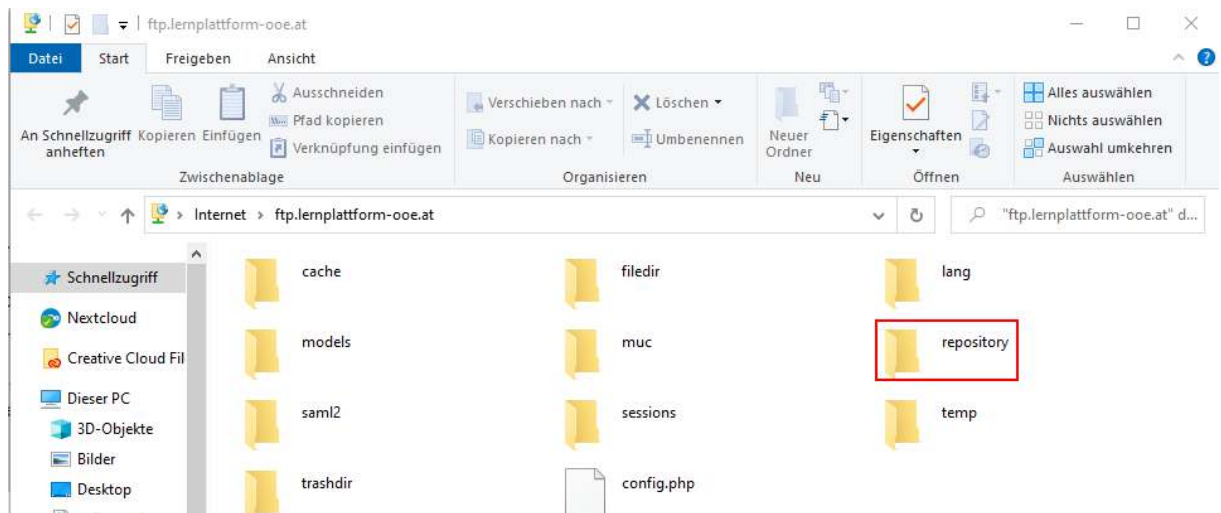 ftp.lernplattform-ooe.at
Datei Start Freigeben Ansicht
An Schnellzugriff anheften
Kopieren
Einfügen
Ausschneiden
Pfad kopieren
Verknüpfung einfügen
Zwischenablage
Verschieben nach
Kopieren nach
Löschen
Umbenennen
Organisieren
Neuer
Ordner
Neu
Eigenschaften
Öffnen
Alles auswählen
Nichts auswählen
Auswahl umkehren
Auswählen
Internet > ftp.lernplattform-ooe.at
"ftp.lernplattform-ooe.at" d...
Schnellzugriff
Nextcloud
Creative Cloud Fil
Dieser PC
3D-Objekte
Bilder
Desktop
cache filedir lang
models muc repository
saml2 sessions temp
trashdir config.php